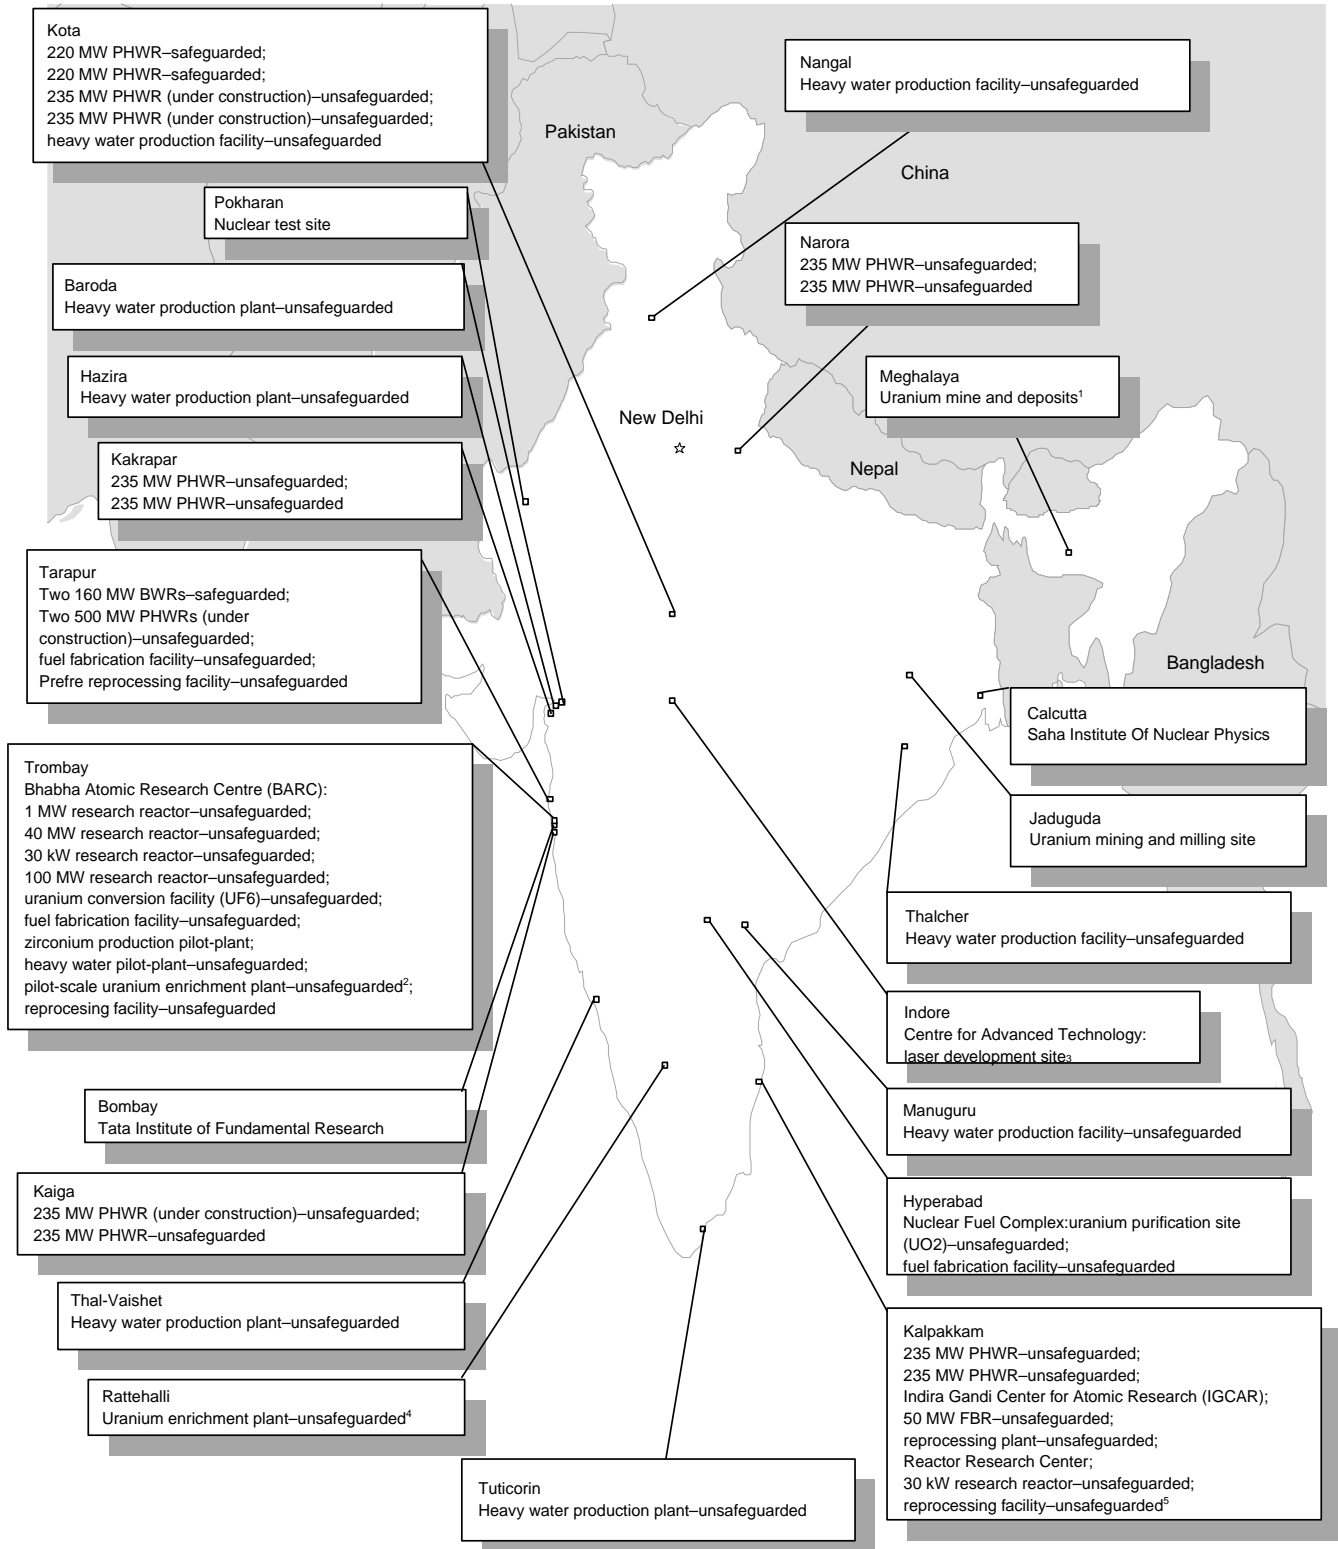 Kota
220 MW PHWR–safeguarded;
220 MW PHWR–safeguarded;
235 MW PHWR (under construction)–unsafeguarded;
235 MW PHWR (under construction)–unsafeguarded;
heavy water production facility–unsafeguarded
Nangal
Heavy water production facility–unsafeguarded
Pakistan
China
Pokharan
Nuclear test site
Narora
235 MW PHWR–unsafeguarded;
235 MW PHWR–unsafeguarded
Baroda
Heavy water production plant–unsafeguarded
Hazira
Heavy water production plant–unsafeguarded
Meghalaya
Uranium mine and deposits¹
New Delhi
Nepal
Kakrapar
235 MW PHWR–unsafeguarded;
235 MW PHWR–unsafeguarded
Tarapur
Two 160 MW BWRs–safeguarded;
Two 500 MW PHWRs (under
construction)–unsafeguarded;
fuel fabrication facility–unsafeguarded;
Prefre reprocessing facility–unsafeguarded
Bangladesh
Calcutta
Saha Institute Of Nuclear Physics
Trombay
Bhabha Atomic Research Centre (BARC):
1 MW research reactor–unsafeguarded;
40 MW research reactor–unsafeguarded;
30 kW research reactor–unsafeguarded;
100 MW research reactor–unsafeguarded;
uranium conversion facility (UF6)–unsafeguarded;
fuel fabrication facility–unsafeguarded;
zirconium production pilot-plant;
heavy water pilot-plant–unsafeguarded;
pilot-scale uranium enrichment plant–unsafeguarded²;
reprocesing facility–unsafeguarded
Jaduguda
Uranium mining and milling site
Thalcher
Heavy water production facility–unsafeguarded
Indore
Centre for Advanced Technology:
laser development site₃
Bombay
Tata Institute of Fundamental Research
Manuguru
Heavy water production facility–unsafeguarded
Kaiga
235 MW PHWR (under construction)–unsafeguarded;
235 MW PHWR–unsafeguarded
Hyperabad
Nuclear Fuel Complex:uranium purification site
(UO2)–unsafeguarded;
fuel fabrication facility–unsafeguarded
Thal-Vaishet
Heavy water production plant–unsafeguarded
Rattehalli
Uranium enrichment plant–unsafeguarded⁴
Kalpakkam
235 MW PHWR–unsafeguarded;
235 MW PHWR–unsafeguarded;
Indira Gandi Center for Atomic Research (IGCAR);
50 MW FBR–unsafeguarded;
reprocessing plant–unsafeguarded;
Reactor Research Center;
30 kW research reactor–unsafeguarded;
reprocessing facility–unsafeguarded⁵
Tuticorin
Heavy water production plant–unsafeguarded